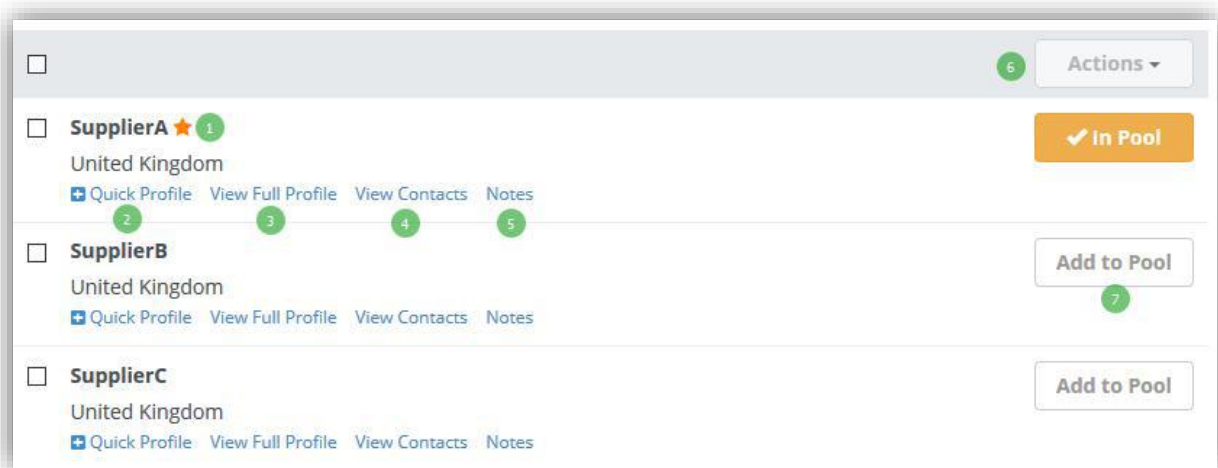 6 Actions
SupplierA 1
In Pool
United Kingdom
Quick Profile View Full Profile View Contacts Notes
2 3 4 5
SupplierB
Add to Pool
United Kingdom
7
Quick Profile View Full Profile View Contacts Notes
SupplierC
Add to Pool
United Kingdom
Quick Profile View Full Profile View Contacts Notes